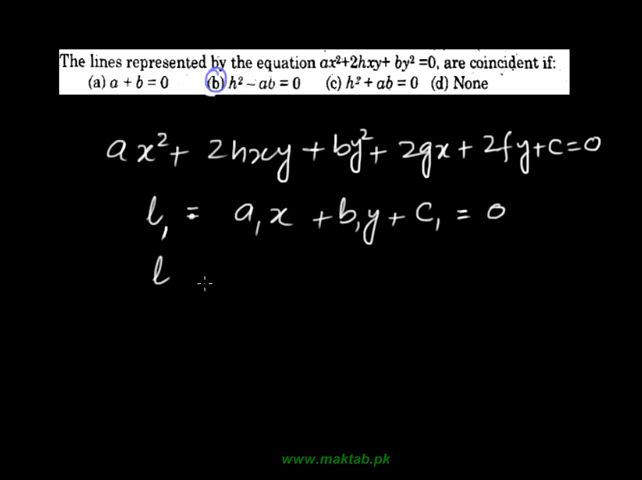 The lines represented by the equation ax²+2hxy+ by² =0, are coincident if:
(a) a + b = 0 (b) h² – ab = 0 (c) h² + ab = 0 (d) None
ax² + 2hxy + by² + 2gx + 2fy + c = 0
l₁ = a₁x + b₁y + c₁ = 0
l
www.maktab.pk